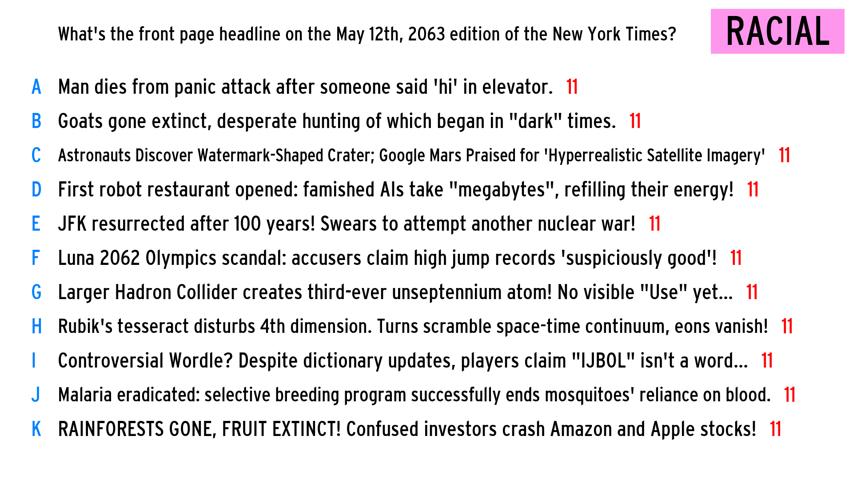 What's the front page headline on the May 12th, 2063 edition of the New York Times?
RACIAL
A Man dies from panic attack after someone said 'hi' in elevator. 11
B Goats gone extinct, desperate hunting of which began in "dark" times. 11
C Astronauts Discover Watermark-Shaped Crater; Google Mars Praised for 'Hyperrealistic Satellite Imagery' 11
D First robot restaurant opened: famished AIs take "megabytes", refilling their energy! 11
E JFK resurrected after 100 years! Swears to attempt another nuclear war! 11
F Luna 2062 Olympics scandal: accusers claim high jump records 'suspiciously good'! 11
G Larger Hadron Collider creates third-ever unseptennium atom! No visible "Use" yet... 11
H Rubik's tesseract disturbs 4th dimension. Turns scramble space-time continuum, eons vanish! 11
I Controversial Wordle? Despite dictionary updates, players claim "IJBOL" isn't a word... 11
J Malaria eradicated: selective breeding program successfully ends mosquitoes' reliance on blood. 11
K RAINFORESTS GONE, FRUIT EXTINCT! Confused investors crash Amazon and Apple stocks! 11